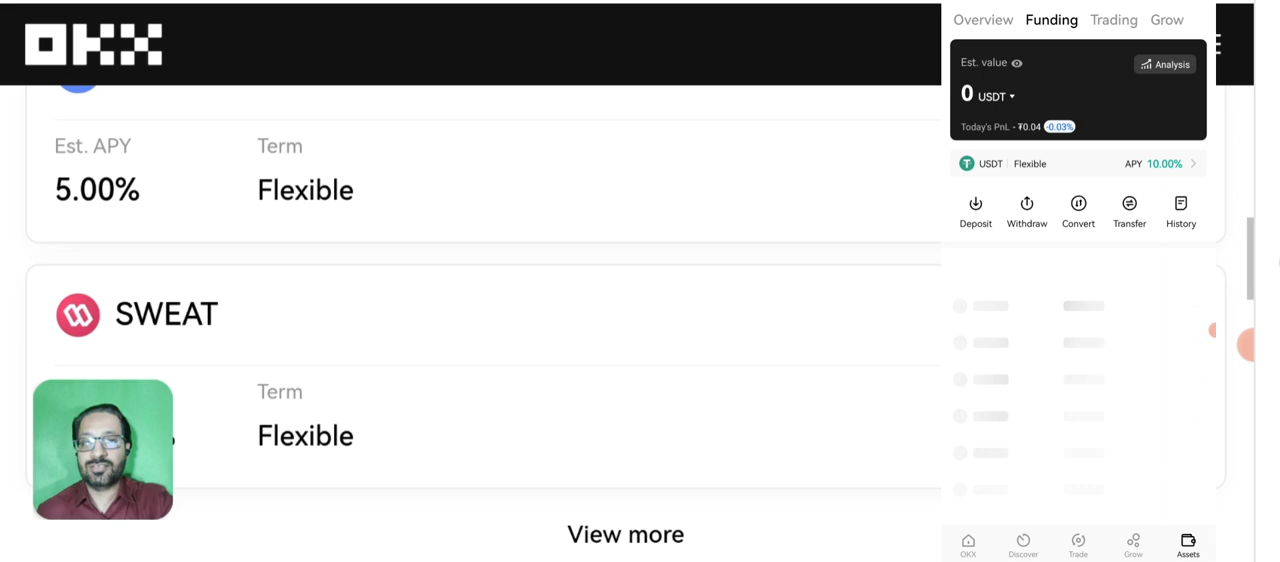 OKX
Est. APY
Term
5.00%
Flexible
SWEAT
Term
Flexible
View more
Overview Funding Trading Grow
Est. value
Analysis
0 USDT
Today's PnL - ₮0.04 -0.03%
USDT Flexible APY 10.00%
Deposit Withdraw Convert Transfer History
OKX Discover Trade Grow Assets